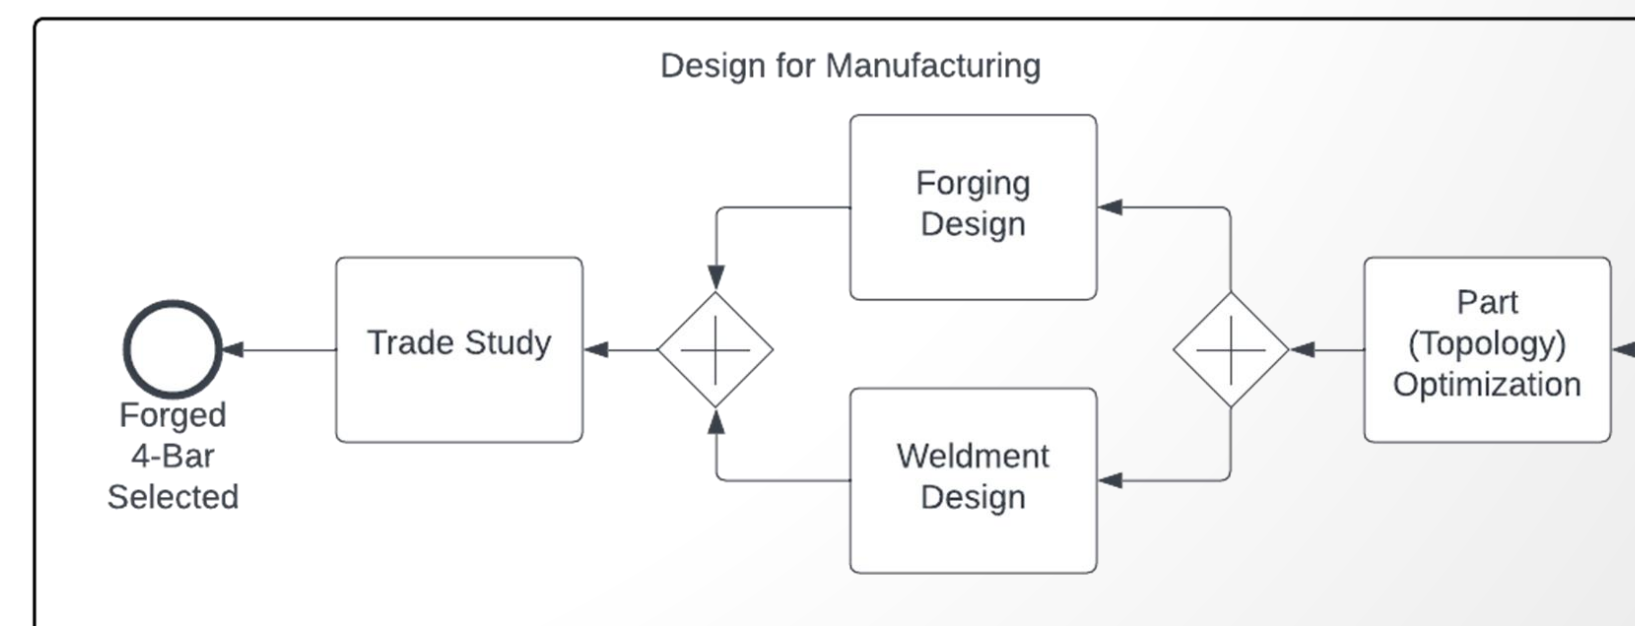 Design for Manufacturing
Forging
Design
Part
(Topology)
Optimization
Trade Study
Forged
4-Bar
Selected
Weldment
Design